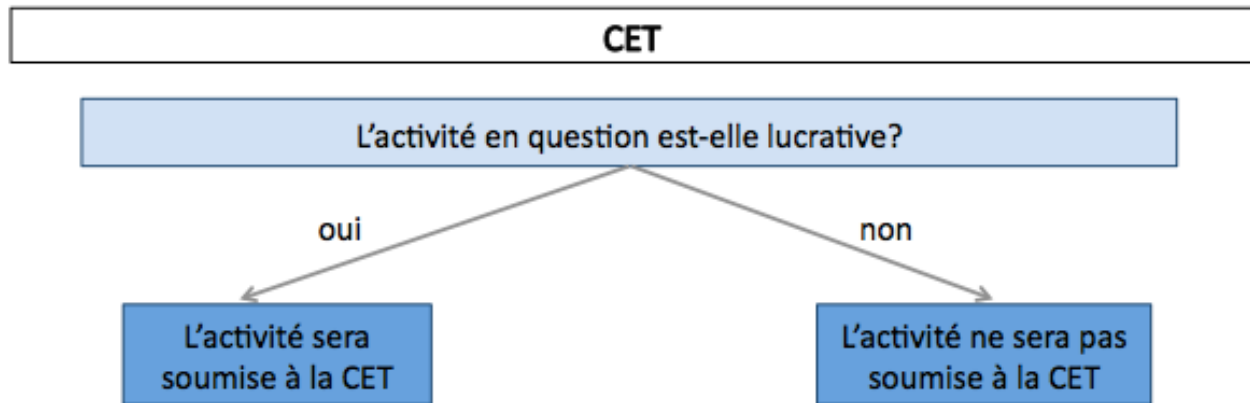 CET
L'activité en question est-elle lucrative?
oui
non
L'activité sera
soumise à la CET
L'activité ne sera pas
soumise à la CET